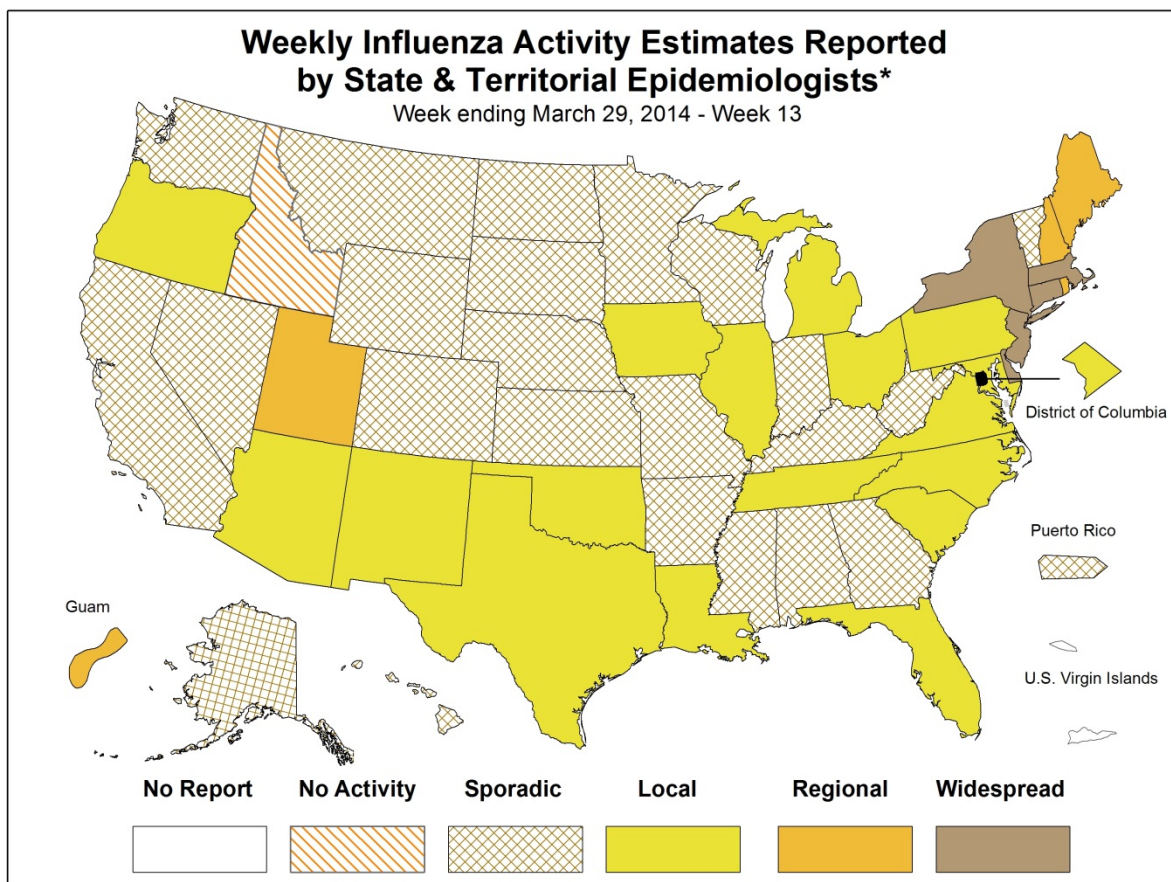 Weekly Influenza Activity Estimates Reported
by State & Territorial Epidemiologists*
Week ending March 29, 2014 - Week 13
District of Columbia
Puerto Rico
Guam
U.S. Virgin Islands
No Report No Activity Sporadic Local Regional Widespread